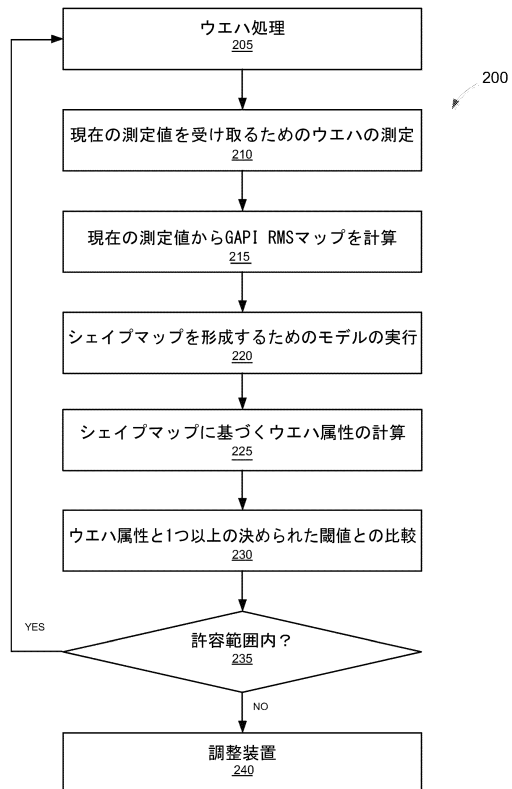 ウエハ処理
205
200
現在の測定値を受け取るためのウエハの測定
210
現在の測定値からGAPI RMSマップを計算
215
シェイプマップを形成するためのモデルの実行
220
シェイプマップに基づくウエハ属性の計算
225
ウエハ属性と1つ以上の決められた閾値との比較
230
YES
許容範囲内？
235
NO
調整装置
240